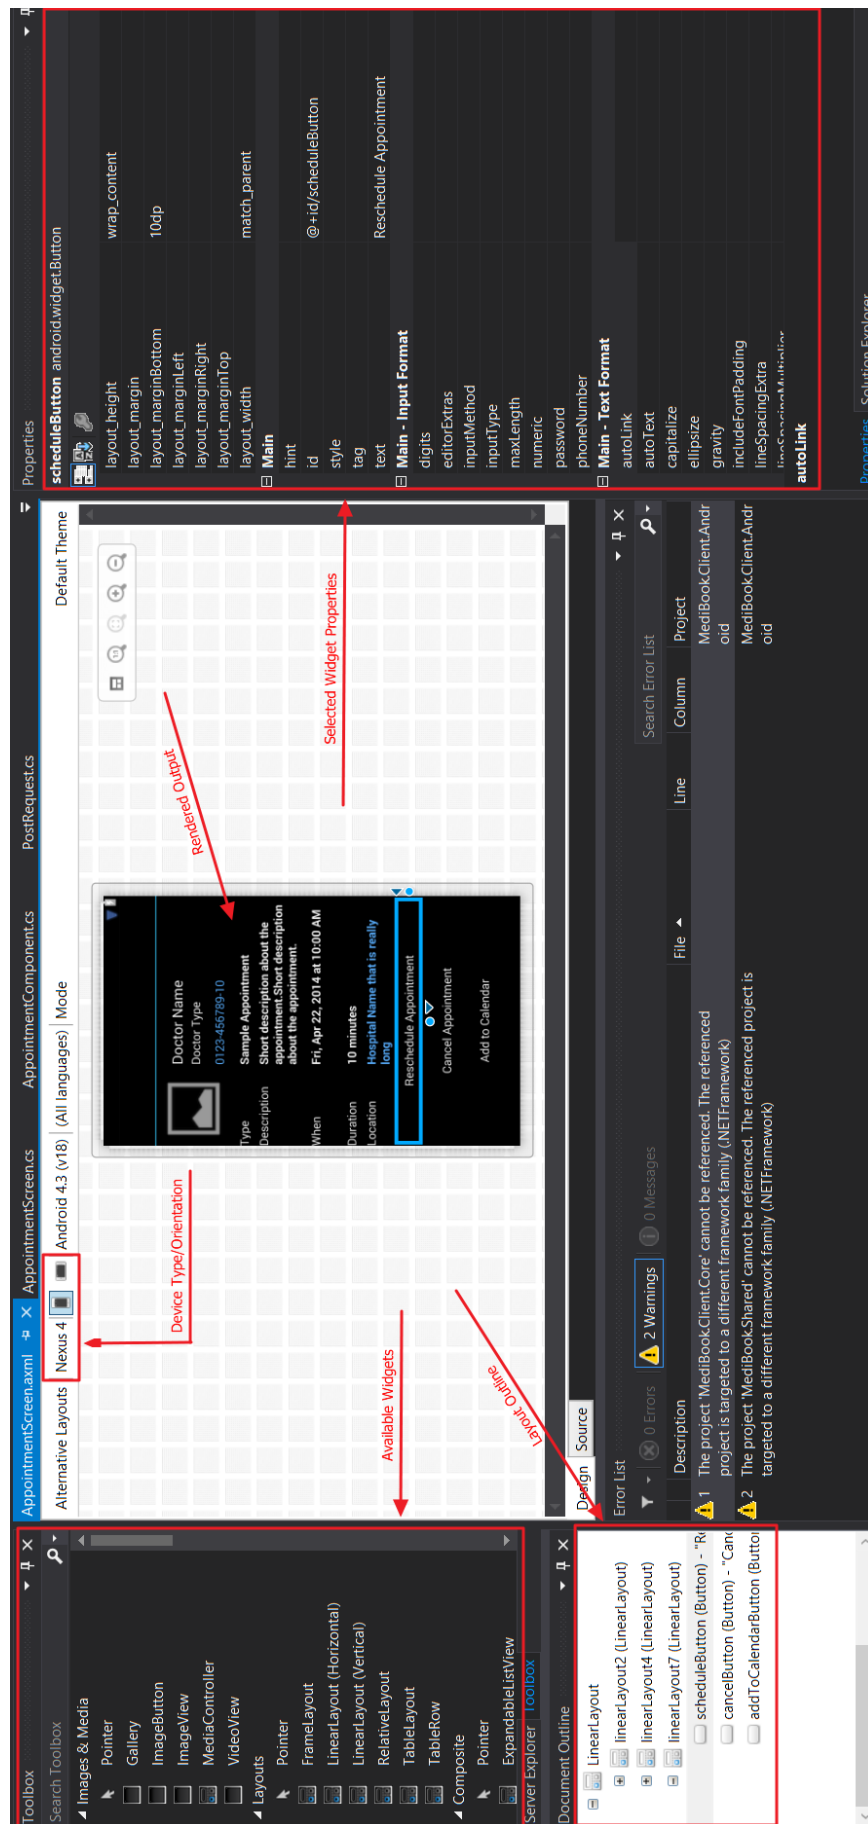 Toolbox
Search Toolbox
Images & Media
Pointer
Gallery
ImageButton
ImageView
MediaController
VideoView
Layouts
Pointer
FrameLayout
LinearLayout (Horizontal)
LinearLayout (Vertical)
RelativeLayout
TableLayout
TableRow
Composite
Pointer
ExpandableListView
Server Explorer Toolbox
Document Outline
LinearLayout
linearLayout2 (LinearLayout)
linearLayout4 (LinearLayout)
linearLayout7 (LinearLayout)
scheduleButton (Button) - "Re
cancelButton (Button) - "Canc
addToCalendarButton (Button
AppointmentScreen.axml AppointmentScreen.cs AppointmentComponent.cs PostRequest.cs
Alternative Layouts Nexus 4 Android 4.3 (v18) (All languages) Mode Default Theme
Device Type/Orientation
Rendered Output
Selected Widget Properties
Available Widgets
Layout Outline
Doctor Name
Doctor Type
0123-456789-10
Type Sample Appointment
Description Short description about the
appointment.Short description
about the appointment.
When Fri, Apr 22, 2014 at 10:00 AM
Duration 10 minutes
Location Hospital Name that is really
long
Reschedule Appointment
Cancel Appointment
Add to Calendar
Design Source
Error List
0 Errors 2 Warnings 0 Messages Search Error List
Description File Line Column Project
1 The project 'MediBook.Client.Core' cannot be referenced. The referenced MediBook.Client.Andr
project is targeted to a different framework family (.NETFramework) oid
2 The project 'MediBook.Shared' cannot be referenced. The referenced project is MediBook.Client.Andr
targeted to a different framework family (.NETFramework) oid
Properties
scheduleButton android.widget.Button
layout_height wrap_content
layout_margin
layout_marginBottom 10dp
layout_marginLeft
layout_marginRight
layout_marginTop
layout_width match_parent
Main
hint
id @+id/scheduleButton
style
tag
text Reschedule Appointment
Main - Input Format
digits
editorExtras
inputMethod
inputType
maxLength
numeric
password
phoneNumber
Main - Text Format
autoLink
autoText
capitalize
ellipsize
gravity
includeFontPadding
lineSpacingExtra
lineSpacingMultiplier
autoLink
Properties Solution Explorer